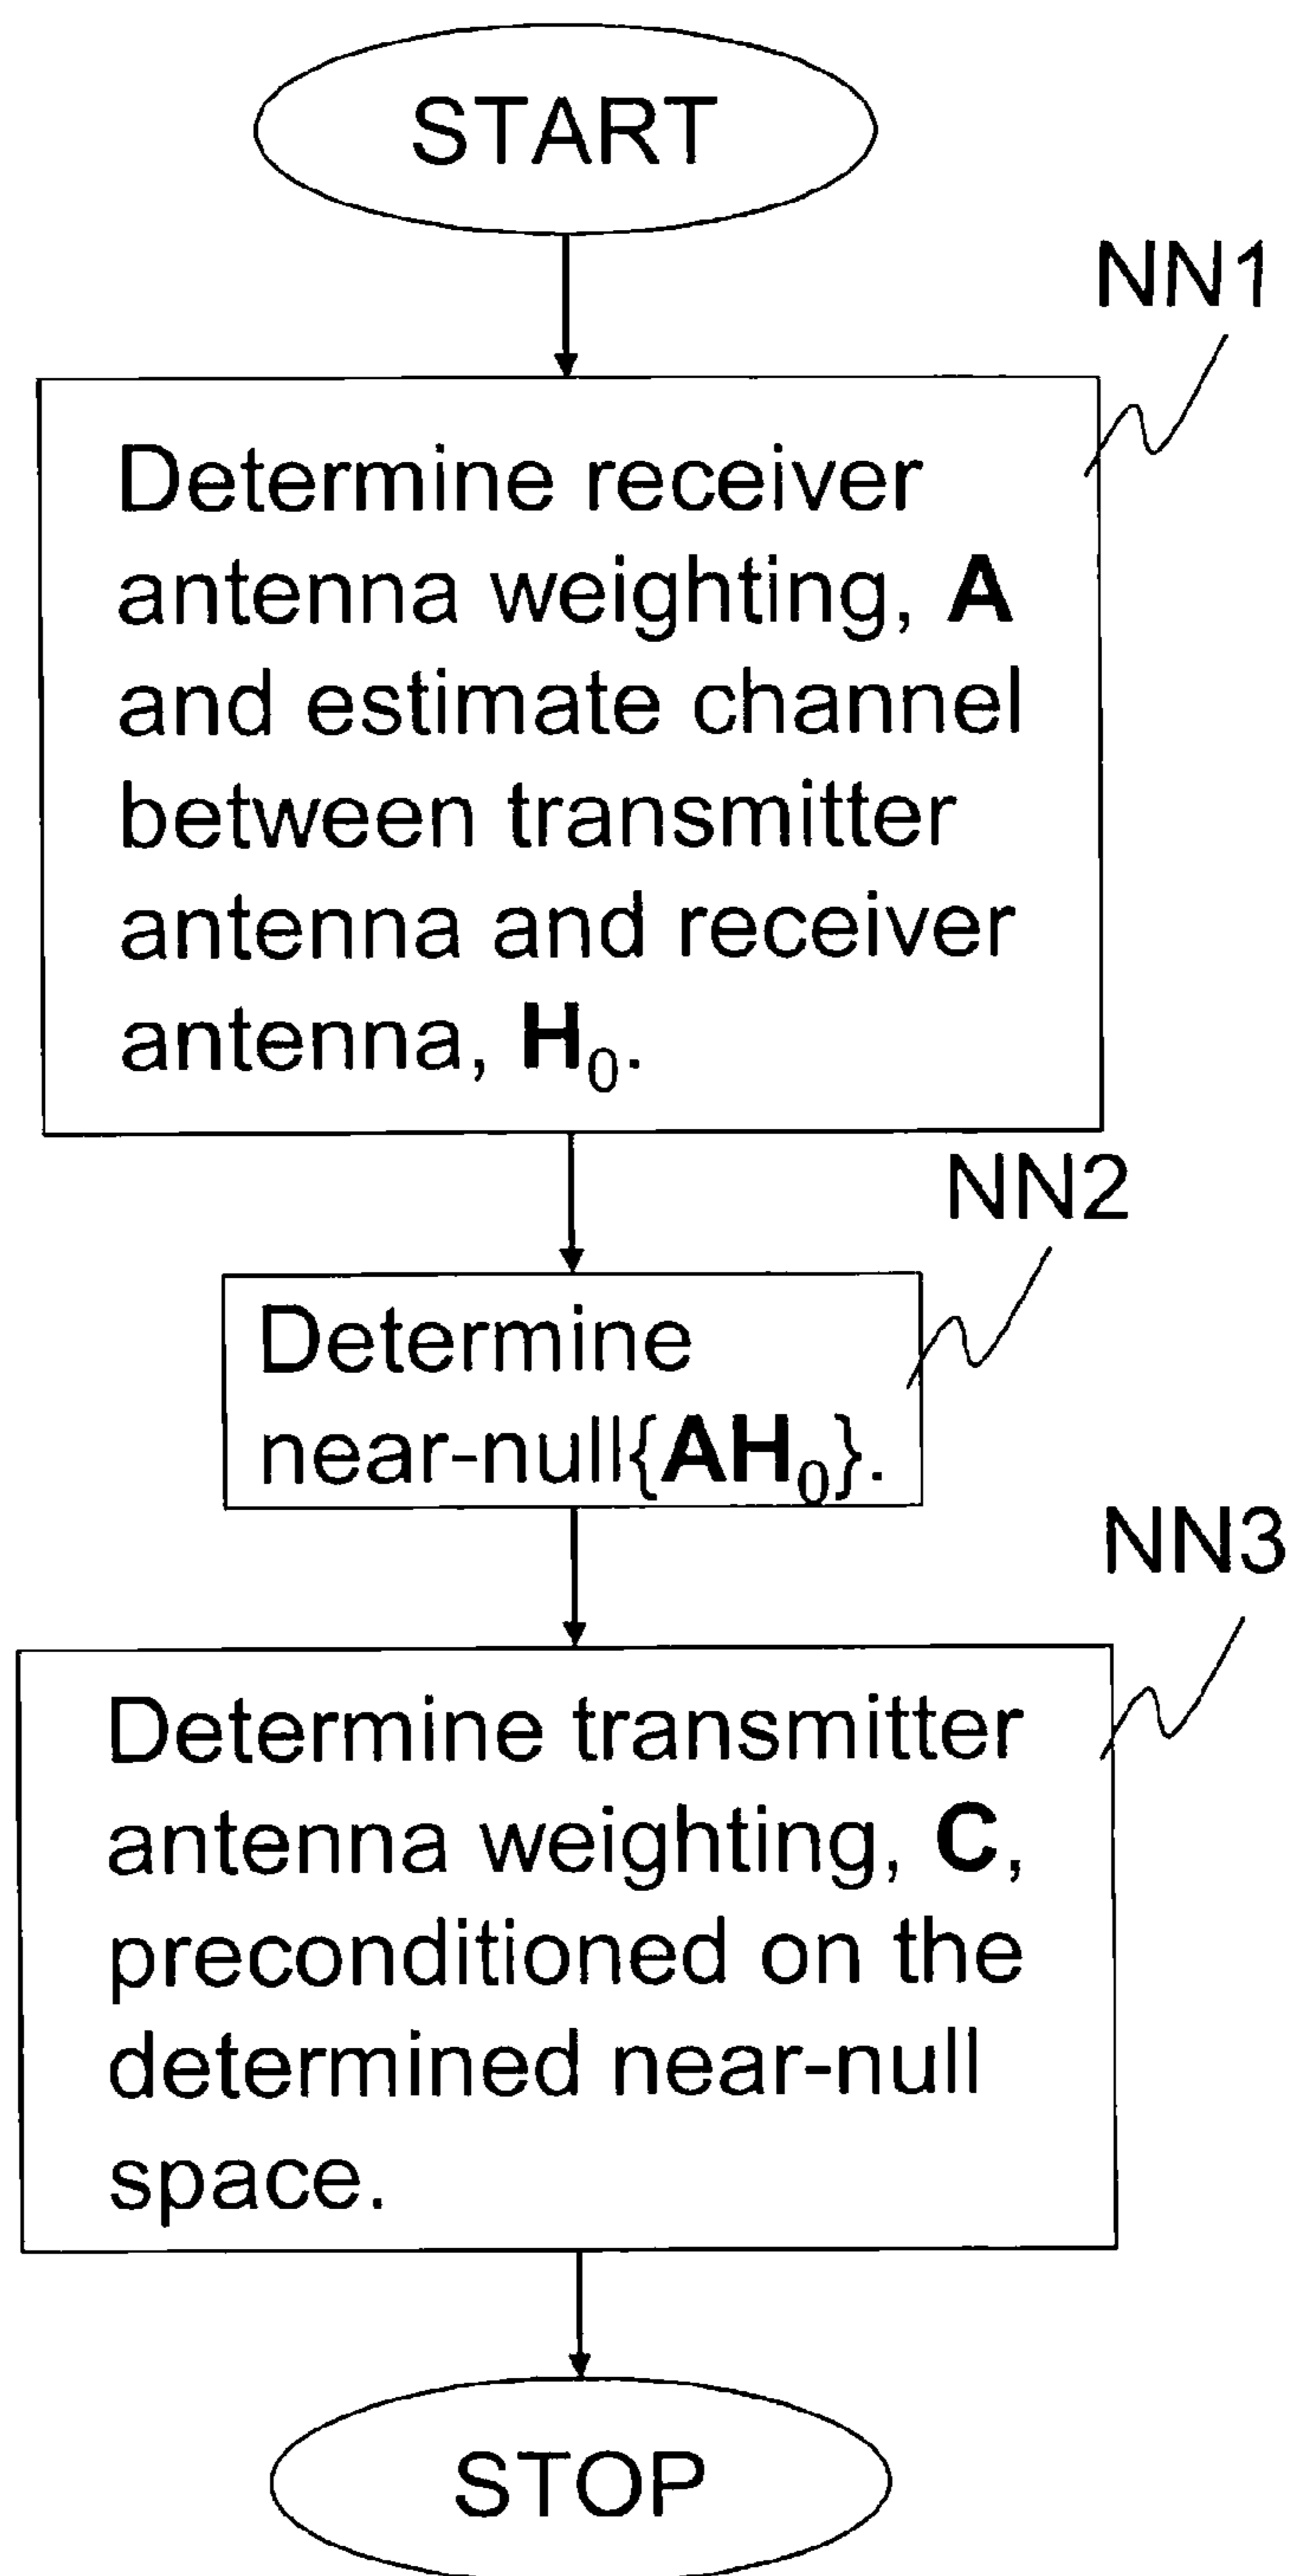 START
NN1
Determine receiver
antenna weighting, A
and estimate channel
between transmitter
antenna and receiver
antenna, H₀.
NN2
Determine
near-null{AH₀}.
NN3
Determine transmitter
antenna weighting, C,
preconditioned on the
determined near-null
space.
STOP